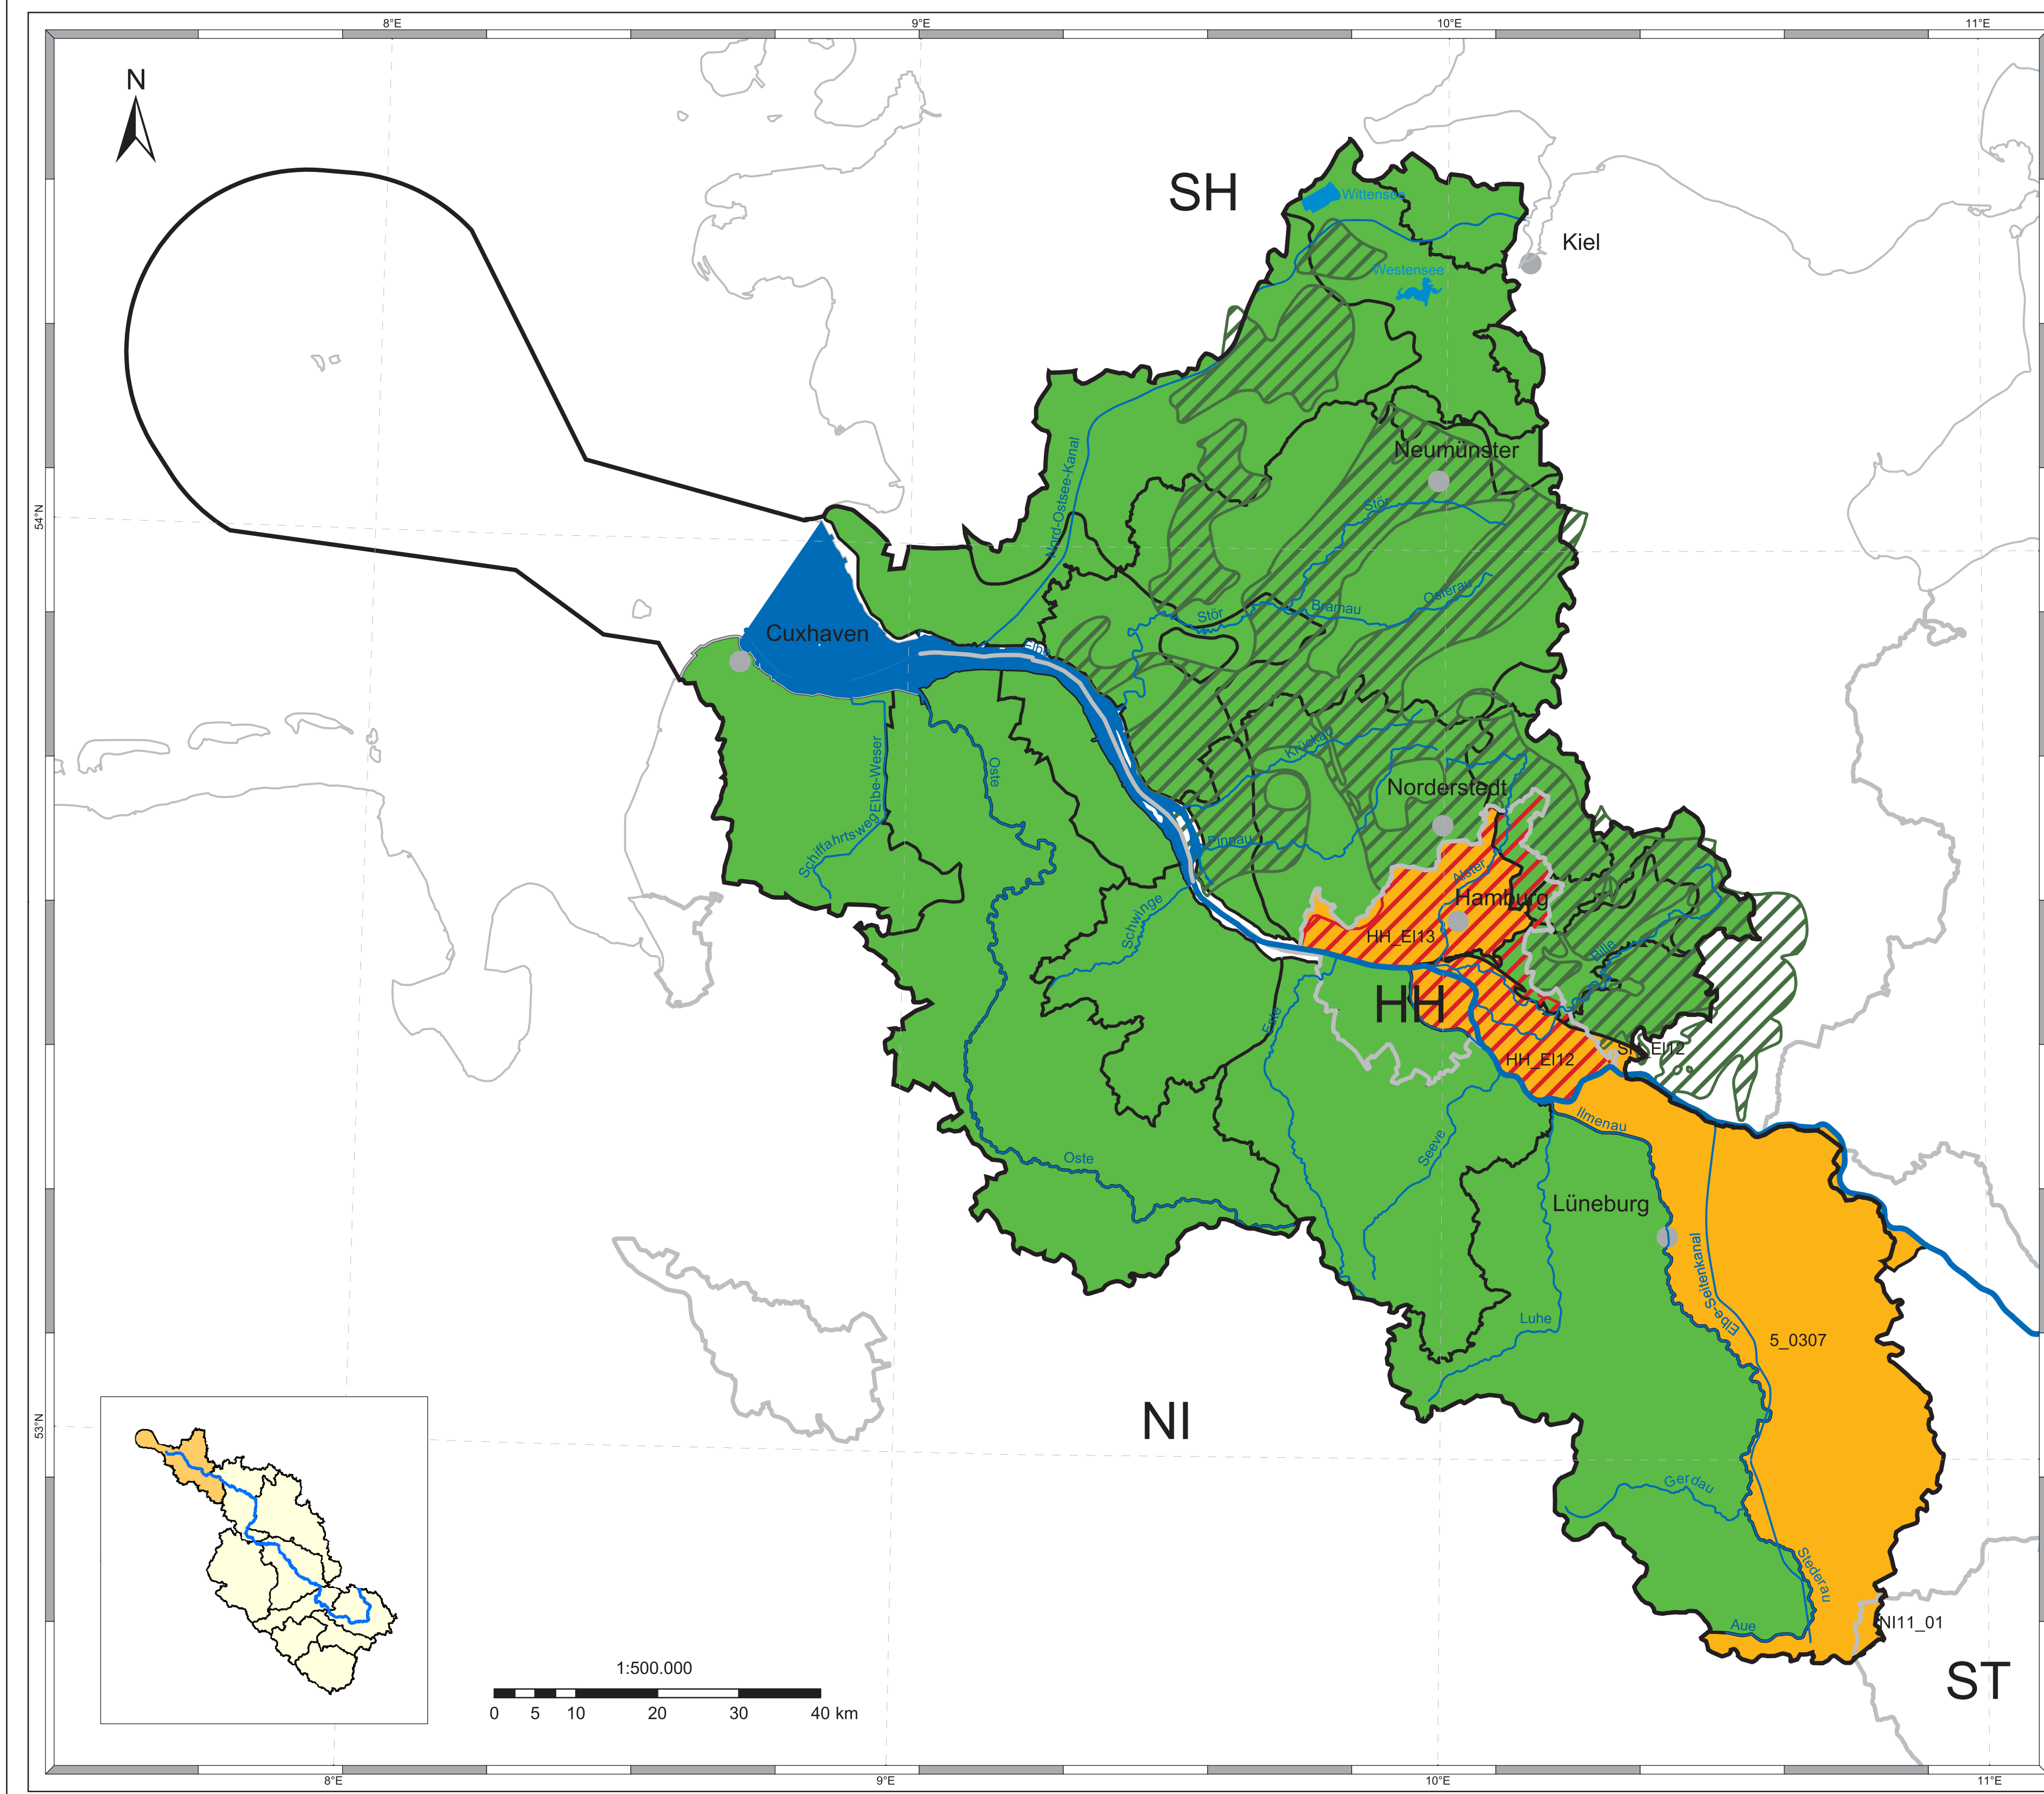 8°E
9°E
10°E
11°E
N
SH
Wittensee
Kiel
Westensee
Neumünster
Nord-Ostsee-Kanal
54°N
Stör
Osterau
Bramau
Stör
Cuxhaven
Elbe
Krückau
Elbe-Weser
Oste
Norderstedt
Schiffahrtsweg
Pinnau
Alster
Hamburg
Schwinge
HH_El13
Bille
HH
Este
SH_El12
HH_El12
Ilmenau
Seeve
Oste
Lüneburg
Elbe-Seitenkanal
Luhe
5_0307
NI
53°N
Gerdau
Stederau
Aue
NI11_01
ST
1:500.000
0 5 10 20 30 40 km
8°E
9°E
10°E
11°E